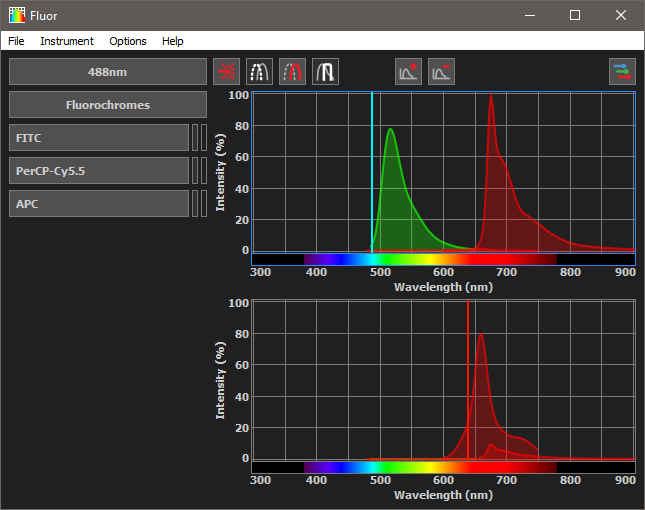 Fluor
File Instrument Options Help
488nm
Fluorochromes
FITC
PerCP-Cy5.5
APC
Intensity (%)
100
80
60
40
20
0
300 400 500 600 700 800 900
Wavelength (nm)
Intensity (%)
100
80
60
40
20
0
300 400 500 600 700 800 900
Wavelength (nm)